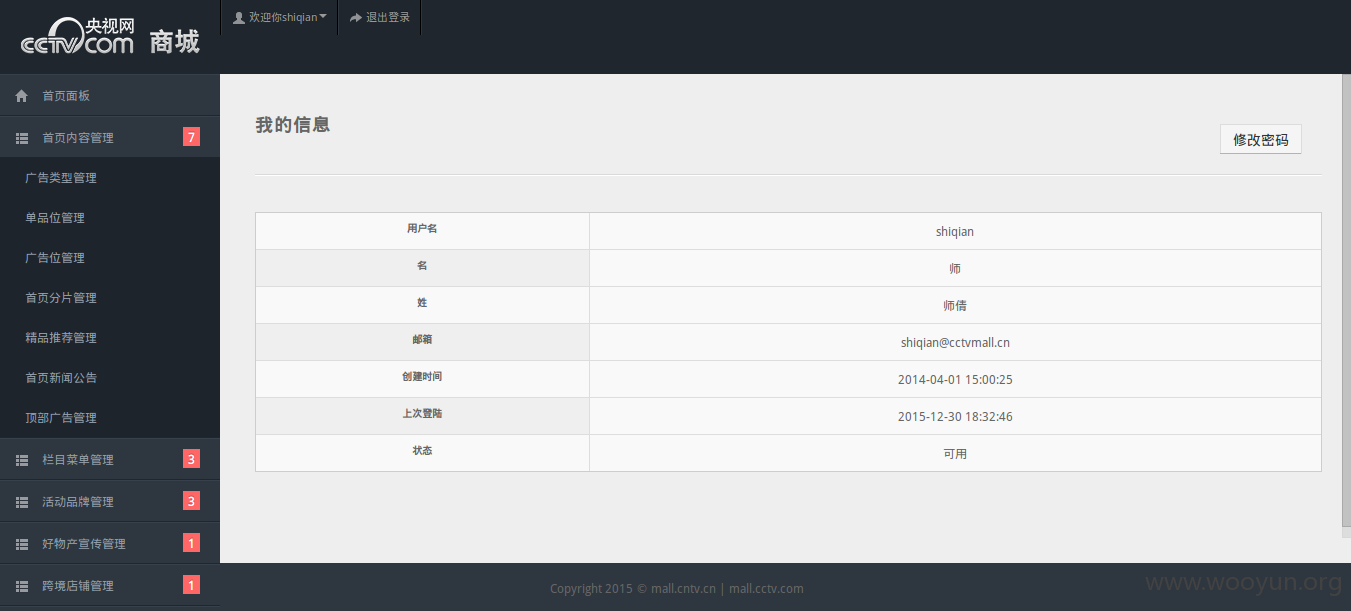 央视网
cctv.com 商城
欢迎你shiqian
退出登录
首页面板
首页内容管理 7
广告类型管理
单品位管理
广告位管理
首页分片管理
精品推荐管理
首页新闻公告
顶部广告管理
栏目菜单管理 3
活动品牌管理 3
好物产宣传管理 1
跨境店铺管理 1
我的信息
修改密码
用户名 shiqian
名 师
姓 师倩
邮箱 shiqian@cctvmall.cn
创建时间 2014-04-01 15:00:25
上次登陆 2015-12-30 18:32:46
状态 可用
Copyright 2015 © mall.cntv.cn | mall.cctv.com
www.wooyun.org